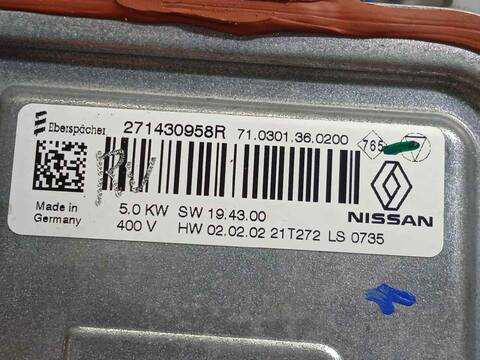 Eberspächer 271430958R 71.0301.36.0200 765
Made in Germany
5.0 KW SW 19.43.00
400 V HW 02.02.02 21T272 LS 0735
NISSAN